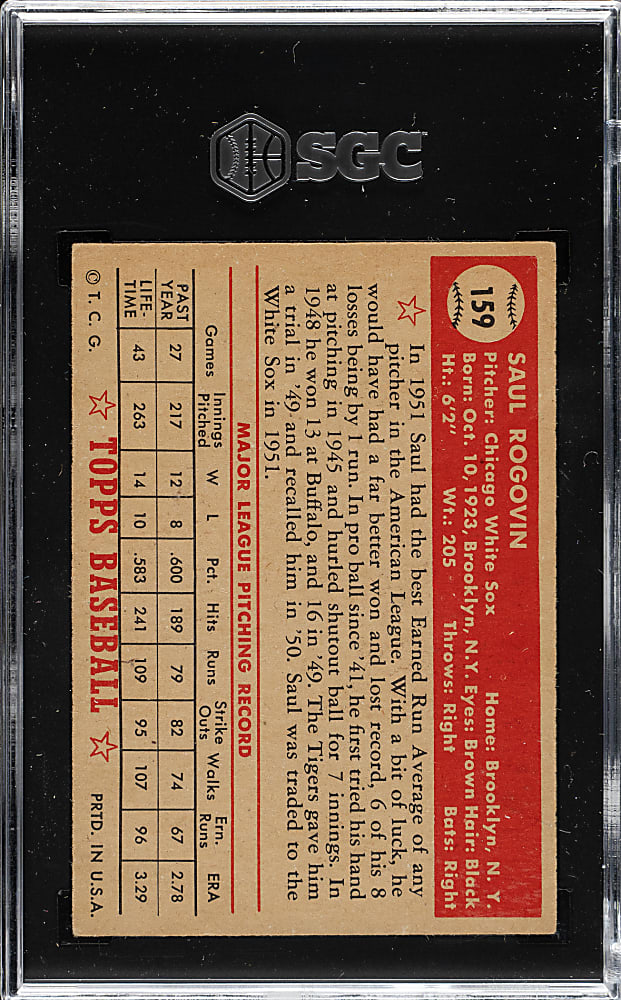 SGC
159
SAUL ROGOVIN
Pitcher: Chicago White Sox Home: Brooklyn, N. Y.
Born: Oct. 10, 1923, Brooklyn, N.Y. Eyes: Brown Hair: Black
Ht.: 6'2" Wt.: 205 Throws: Right Bats: Right
In 1951 Saul had the best Earned Run Average of any
pitcher in the American League. With a bit of luck, he
would have had a far better won and lost record, 6 of his 8
losses being by 1 run. In pro ball since '41, he first tried his hand
at pitching in 1945 and hurled shutout ball for 7 innings. In
1948 he won 13 at Buffalo, and 16 in '49. The Tigers gave him
a trial in '49 and recalled him in '50. Saul was traded to the
White Sox in 1951.
MAJOR LEAGUE PITCHING RECORD
Games Innings Pitched W L Pct. Hits Runs Strike Outs Walks Ern. Runs ERA
PAST YEAR 27 217 12 8 .600 189 79 82 74 67 2.78
LIFE-TIME 43 263 14 10 .583 241 109 95 107 96 3.29
© T. C. G. TOPPS BASEBALL PRTD. IN U.S.A.